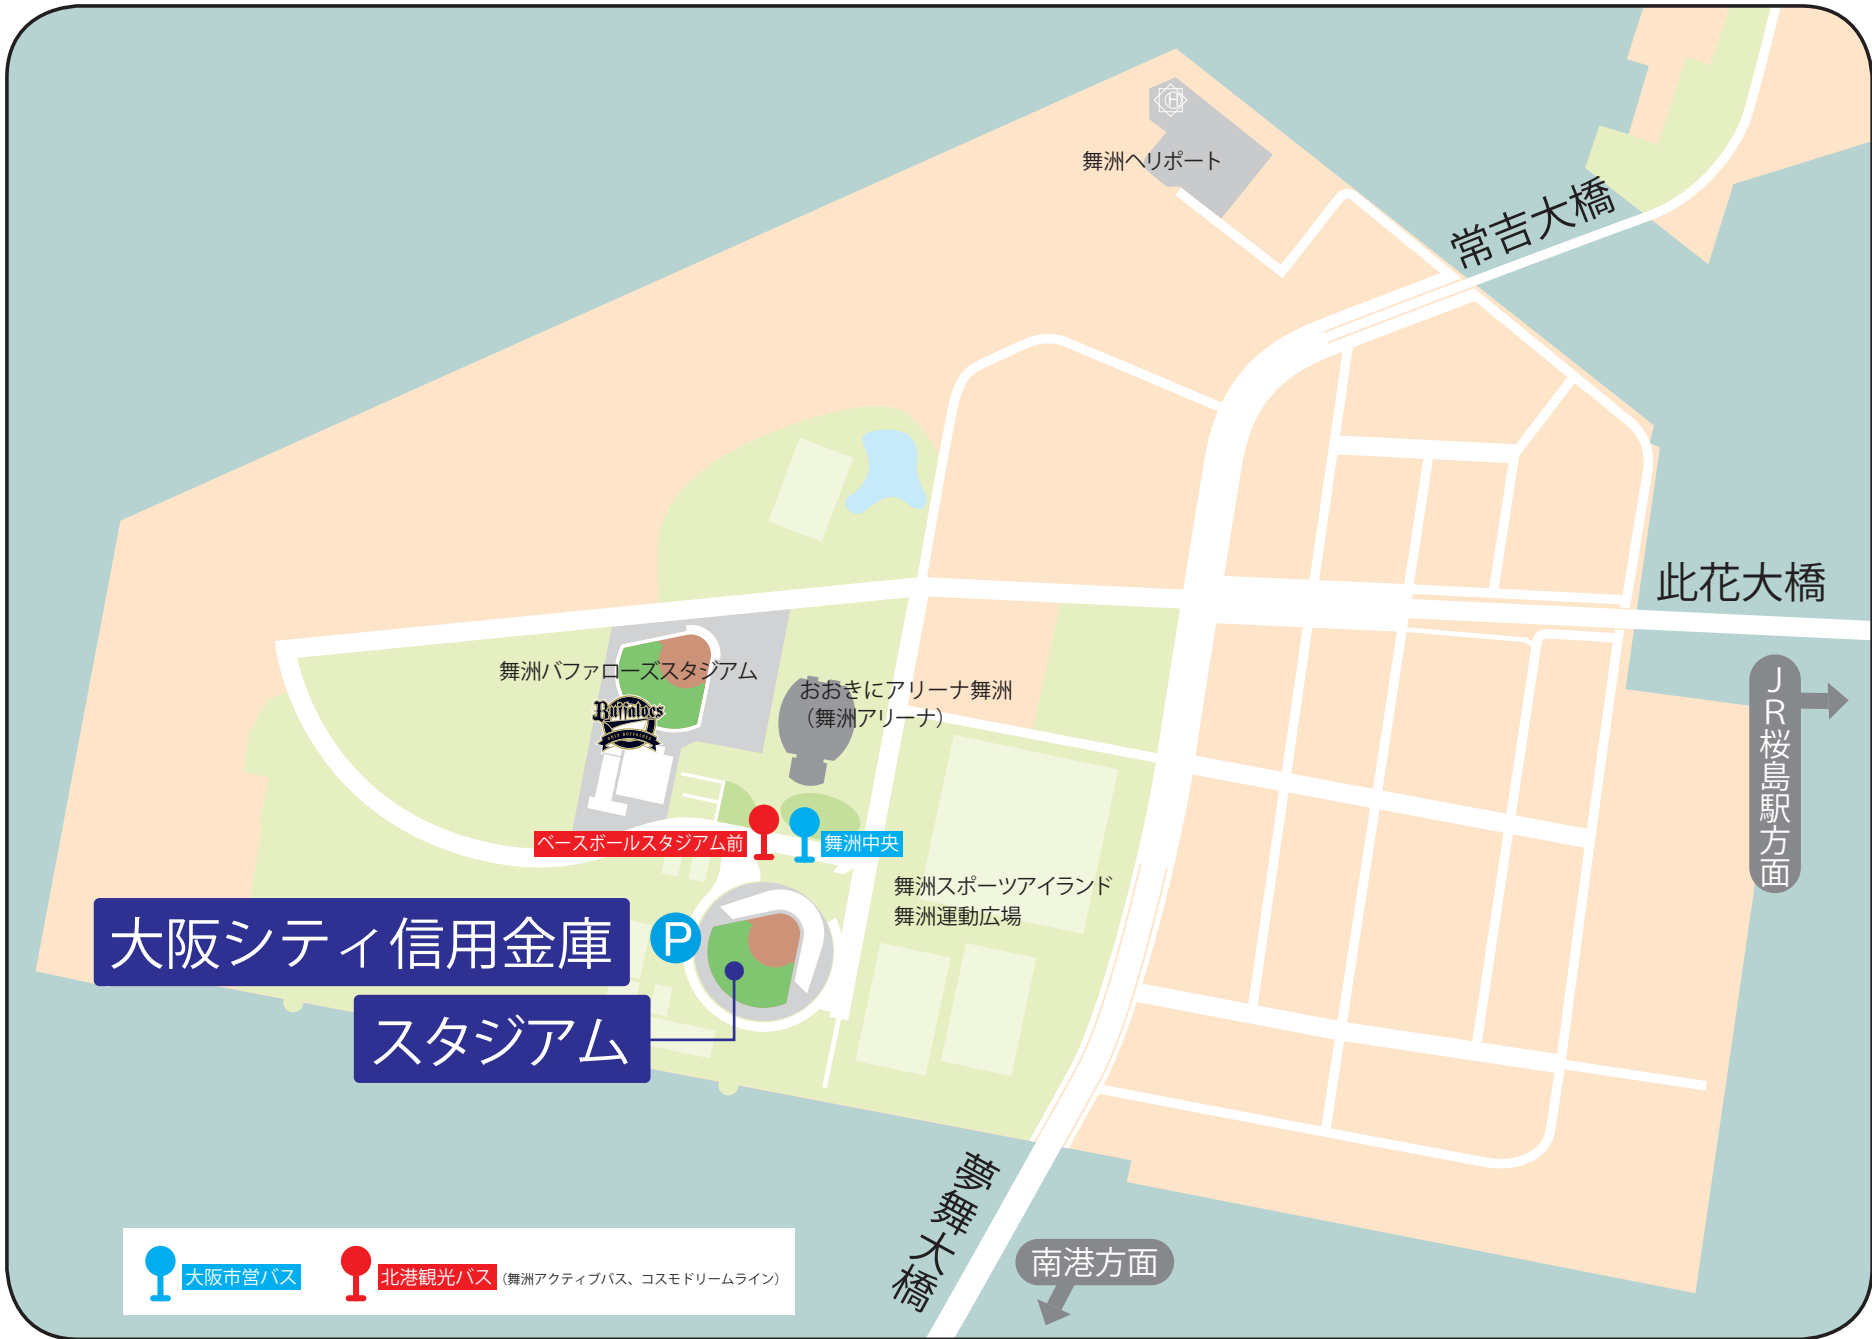 Ⓗ
舞洲ヘリポート
常吉大橋
此花大橋
舞洲バファローズスタジアム
おおきにアリーナ舞洲
（舞洲アリーナ）
Buffaloes
ORIX BUFFALOES
JR桜島駅方面
ベースボールスタジアム前
舞洲中央
舞洲スポーツアイランド
舞洲運動広場
大阪シティ信用金庫
スタジアム
P
夢舞大橋
南港方面
大阪市営バス
北港観光バス（舞洲アクティブバス、コスモドリームライン）